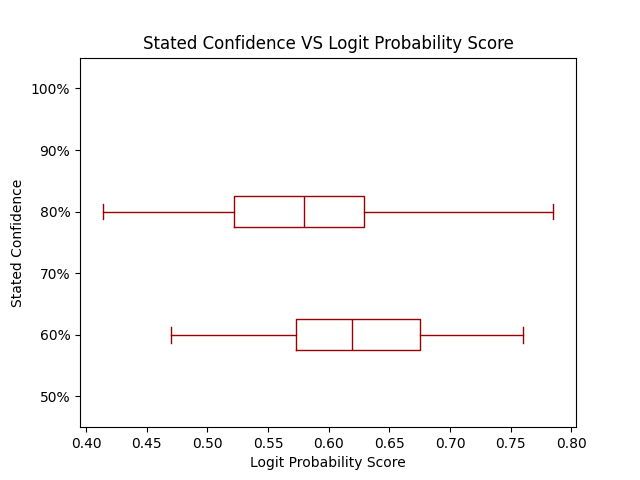 Stated Confidence VS Logit Probability Score
Stated Confidence
100%
90%
80%
70%
60%
50%
0.40 0.45 0.50 0.55 0.60 0.65 0.70 0.75 0.80
Logit Probability Score